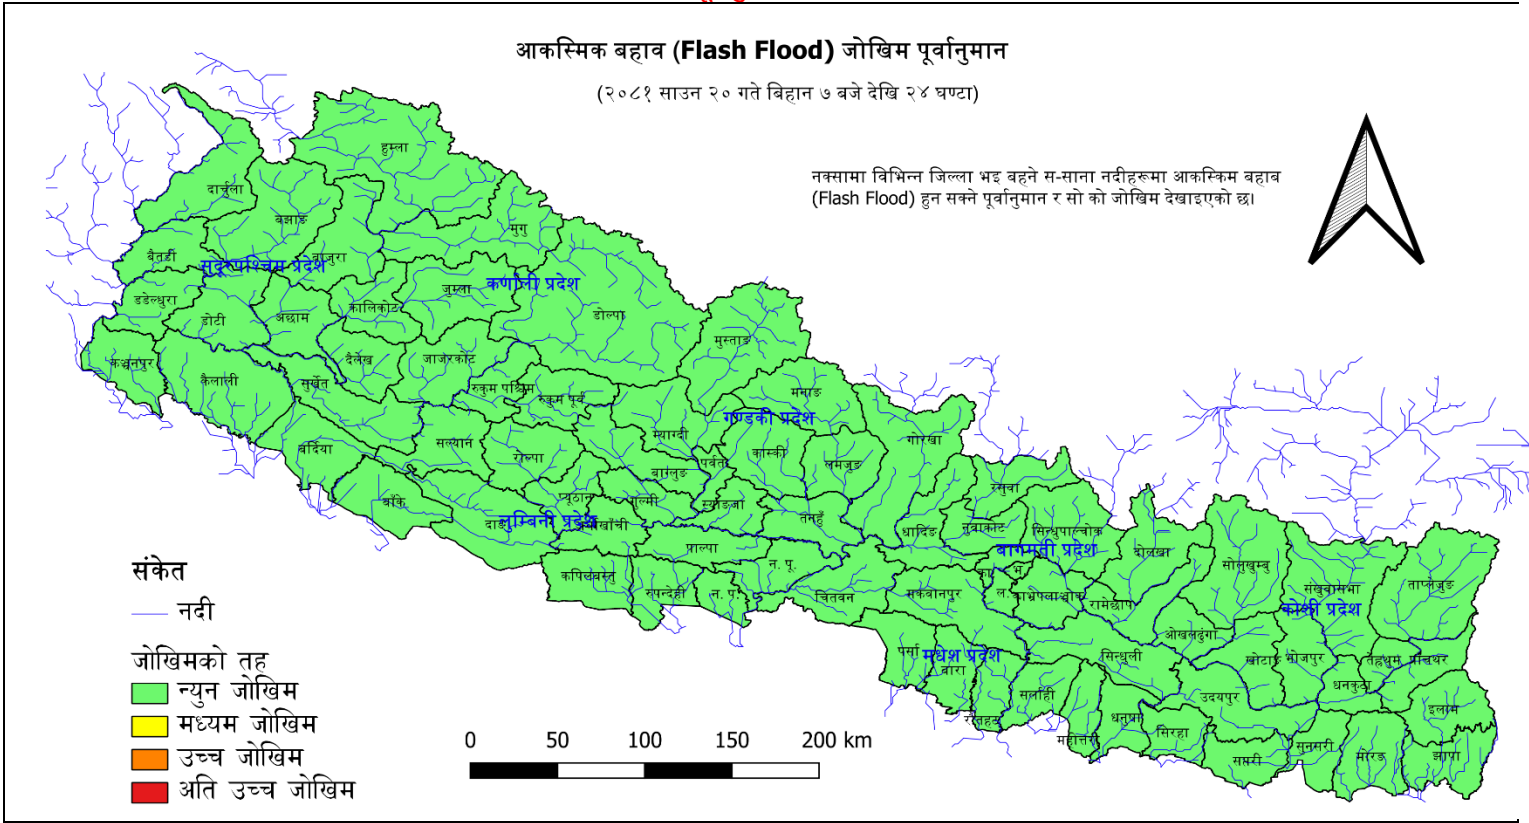 आकस्मिक बहाव (Flash Flood) जोखिम पूर्वानुमान
(२०८१ साउन २० गते बिहान ७ बजे देखि २४ घण्टा)
नक्सामा विभिन्न जिल्ला भइ बहने स-साना नदीहरूमा आकस्किम बहाब
(Flash Flood) हुन सक्ने पूर्वानुमान र सो को जोखिम देखाइएको छ।
हुम्ला
दार्चुला
बझाङ
मुगु
बैतडी
बाजुरा
सुदूरपश्चिम प्रदेश
कर्णाली प्रदेश
जुम्ला
डडेल्धुरा
कालिकोट
अछाम
डोटी
डोल्पा
मुस्ताङ
कञ्चनपुर
दैलेख
जाजरकोट
कैलाली
सुर्खेत
रुकुम पश्चिम
रुकुम पूर्व
मनाङ
गण्डकी प्रदेश
म्याग्दी
गोरखा
बर्दिया
सल्यान
रोल्पा
कास्की
लमजुङ
पर्वत
बाग्लुङ
रसुवा
बाँके
प्यूठान
गुल्मी
स्याङजा
तनहुँ
दाङ
लुम्बिनी प्रदेश
धादिङ
नुवाकोट
सिन्धुपाल्चोक
बागमती प्रदेश
दोलखा
पाल्पा
न. पू.
सोलुखुम्बु
संखुवासभा
ताप्लेजुङ
कपिलबस्तु
रुपन्देही
न. प.
चितवन
मकवानपुर
का.
भ.
ल.
काभ्रेपलाञ्चोक
रामेछाप
कोशी प्रदेश
ओखलढुंगा
पर्सा
मधेश प्रदेश
बारा
सिन्धुली
खोटाङ
भोजपुर
तेह्रथुम
पाँचथर
धनकुटा
सर्लाही
उदयपुर
इलाम
रौतहट
धनुषा
महोत्तरी
सिरहा
सप्तरी
सुनसरी
मोरङ
झापा
संकेत
नदी
जोखिमको तह
न्युन जोखिम
मध्यम जोखिम
उच्च जोखिम
अति उच्च जोखिम
0 50 100 150 200 km